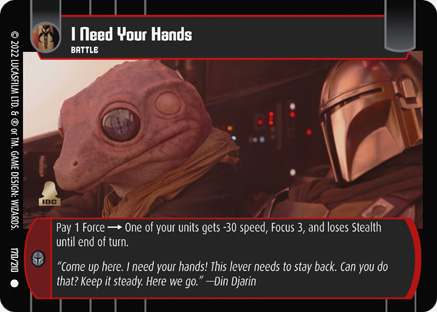 I Need Your Hands
BATTLE
IDC
Pay 1 Force → One of your units gets -30 speed, Focus 3, and loses Stealth
until end of turn.
“Come up here. I need your hands! This lever needs to stay back. Can you do
that? Keep it steady. Here we go.” —Din Djarin
© 2022 LUCASFILM LTD. & ® or TM. GAME DESIGN: WIZARDS.
170/210